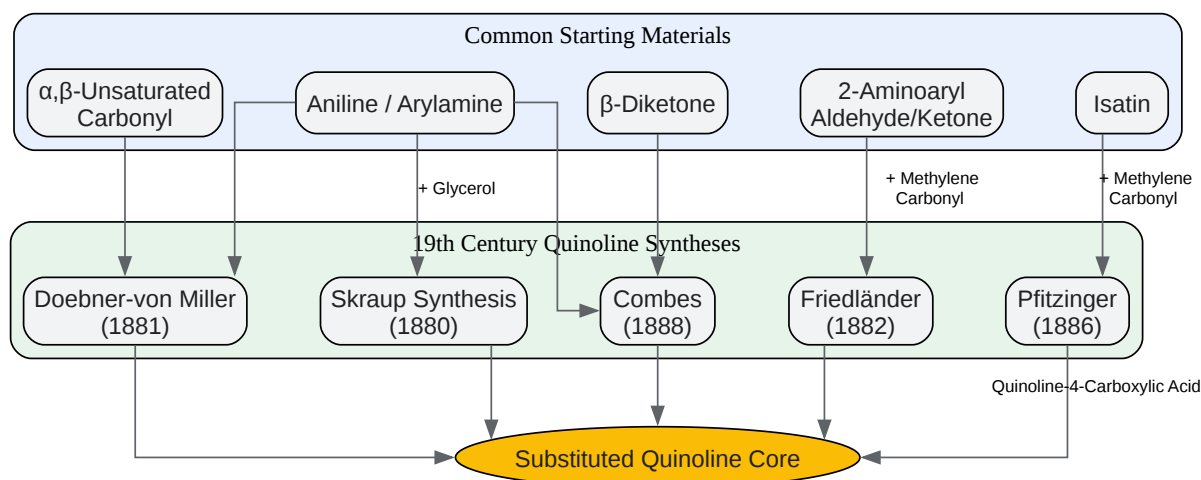 Common Starting Materials
α,β-Unsaturated
Carbonyl
Aniline / Arylamine
β-Diketone
2-Aminoaryl
Aldehyde/Ketone
Isatin
+ Glycerol
+ Methylene
Carbonyl
+ Methylene
Carbonyl
19th Century Quinoline Syntheses
Doebner-von Miller
(1881)
Skraup Synthesis
(1880)
Combes
(1888)
Friedländer
(1882)
Pfitzinger
(1886)
Quinoline-4-Carboxylic Acid
Substituted Quinoline Core